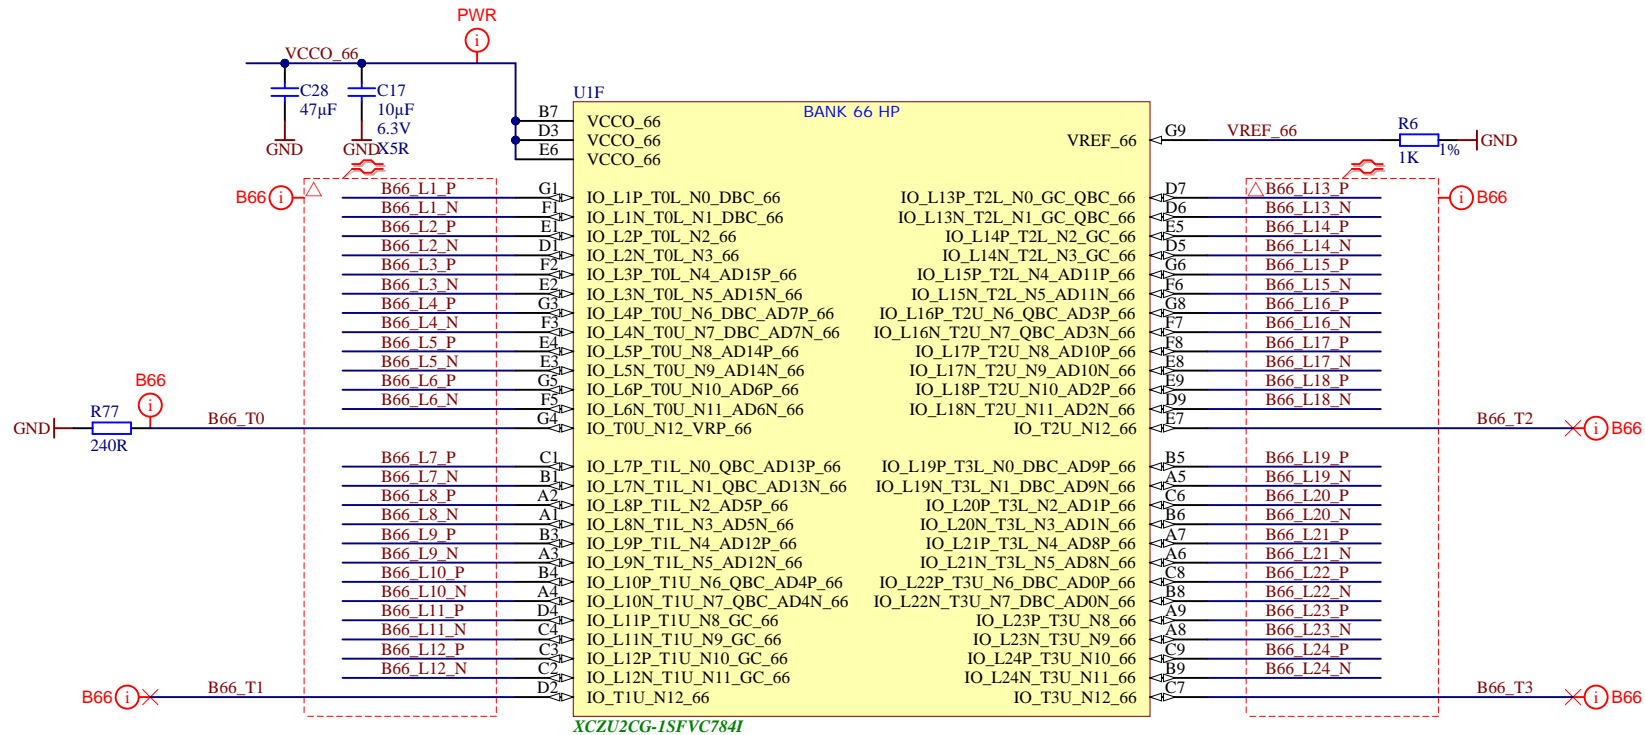 PWR
i
VCCO_66
C28
47µF
GND
C17
10µF
6.3V
X5R
GND
U1F
BANK 66 HP
B7 VCCO_66
D3 VCCO_66
E6 VCCO_66
VREF_66 G9 VREF_66
R6
1K
1%
GND
B66 i
i B66
B66_L1_P G1 IO_L1P_T0L_N0_DBC_66 IO_L13P_T2L_N0_GC_QBC_66 D7 B66_L13_P
B66_L1_N F1 IO_L1N_T0L_N1_DBC_66 IO_L13N_T2L_N1_GC_QBC_66 D6 B66_L13_N
B66_L2_P E1 IO_L2P_T0L_N2_66 IO_L14P_T2L_N2_GC_66 E5 B66_L14_P
B66_L2_N D1 IO_L2N_T0L_N3_66 IO_L14N_T2L_N3_GC_66 D5 B66_L14_N
B66_L3_P F2 IO_L3P_T0L_N4_AD15P_66 IO_L15P_T2L_N4_AD11P_66 G6 B66_L15_P
B66_L3_N E2 IO_L3N_T0L_N5_AD15N_66 IO_L15N_T2L_N5_AD11N_66 F6 B66_L15_N
B66_L4_P G3 IO_L4P_T0U_N6_DBC_AD7P_66 IO_L16P_T2U_N6_QBC_AD3P_66 G8 B66_L16_P
B66_L4_N F3 IO_L4N_T0U_N7_DBC_AD7N_66 IO_L16N_T2U_N7_QBC_AD3N_66 F7 B66_L16_N
B66_L5_P E4 IO_L5P_T0U_N8_AD14P_66 IO_L17P_T2U_N8_AD10P_66 F8 B66_L17_P
B66_L5_N E3 IO_L5N_T0U_N9_AD14N_66 IO_L17N_T2U_N9_AD10N_66 E8 B66_L17_N
B66_L6_P G5 IO_L6P_T0U_N10_AD6P_66 IO_L18P_T2U_N10_AD2P_66 E9 B66_L18_P
B66_L6_N F5 IO_L6N_T0U_N11_AD6N_66 IO_L18N_T2U_N11_AD2N_66 D9 B66_L18_N
B66
i
GND
R77
240R
B66_T0 G4 IO_T0U_N12_VRP_66 IO_T2U_N12_66 E7 B66_T2 i B66
B66_L7_P C1 IO_L7P_T1L_N0_QBC_AD13P_66 IO_L19P_T3L_N0_DBC_AD9P_66 B5 B66_L19_P
B66_L7_N B1 IO_L7N_T1L_N1_QBC_AD13N_66 IO_L19N_T3L_N1_DBC_AD9N_66 A5 B66_L19_N
B66_L8_P A2 IO_L8P_T1L_N2_AD5P_66 IO_L20P_T3L_N2_AD1P_66 C6 B66_L20_P
B66_L8_N A1 IO_L8N_T1L_N3_AD5N_66 IO_L20N_T3L_N3_AD1N_66 B6 B66_L20_N
B66_L9_P B3 IO_L9P_T1L_N4_AD12P_66 IO_L21P_T3L_N4_AD8P_66 A7 B66_L21_P
B66_L9_N A3 IO_L9N_T1L_N5_AD12N_66 IO_L21N_T3L_N5_AD8N_66 A6 B66_L21_N
B66_L10_P B4 IO_L10P_T1U_N6_QBC_AD4P_66 IO_L22P_T3U_N6_DBC_AD0P_66 C8 B66_L22_P
B66_L10_N A4 IO_L10N_T1U_N7_QBC_AD4N_66 IO_L22N_T3U_N7_DBC_AD0N_66 B8 B66_L22_N
B66_L11_P D4 IO_L11P_T1U_N8_GC_66 IO_L23P_T3U_N8_66 A9 B66_L23_P
B66_L11_N C4 IO_L11N_T1U_N9_GC_66 IO_L23N_T3U_N9_66 A8 B66_L23_N
B66_L12_P C3 IO_L12P_T1U_N10_GC_66 IO_L24P_T3U_N10_66 C9 B66_L24_P
B66_L12_N C2 IO_L12N_T1U_N11_GC_66 IO_L24N_T3U_N11_66 B9 B66_L24_N
B66 i B66_T1 D2 IO_T1U_N12_66 IO_T3U_N12_66 C7 B66_T3 i B66
XCZU2CG-1SFVC784I